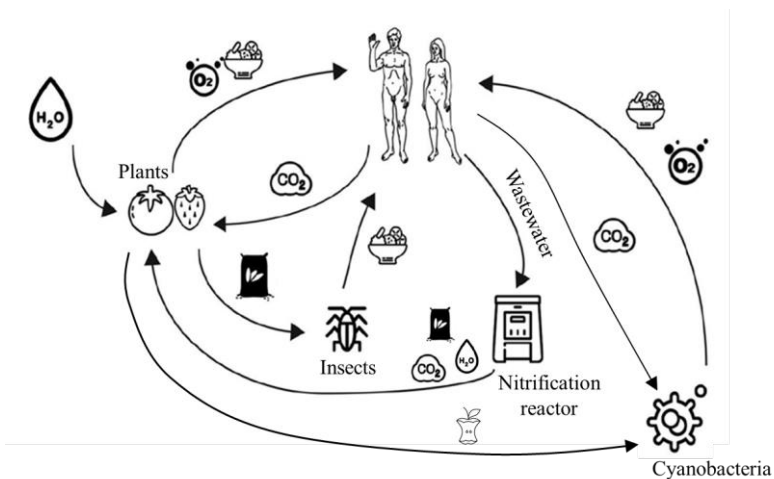 O₂
H₂O
Plants
CO₂
O₂
Wastewater
CO₂
Insects
CO₂
H₂O
Nitrification
reactor
Cyanobacteria